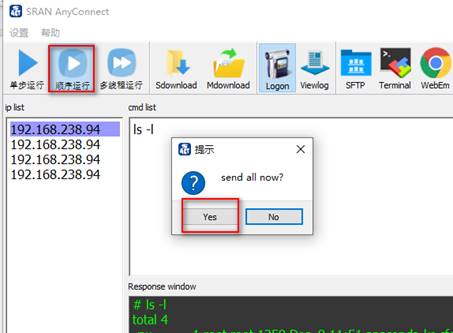 SRAN AnyConnect
设置 帮助
单步运行 顺序运行 多线程运行 Sdownload Mdownload Logon Viewlog SFTP Terminal WebEm
ip list
192.168.238.94
192.168.238.94
192.168.238.94
192.168.238.94
cmd list
ls -l
提示
send all now?
Yes No
Response window
# ls -l
total 4